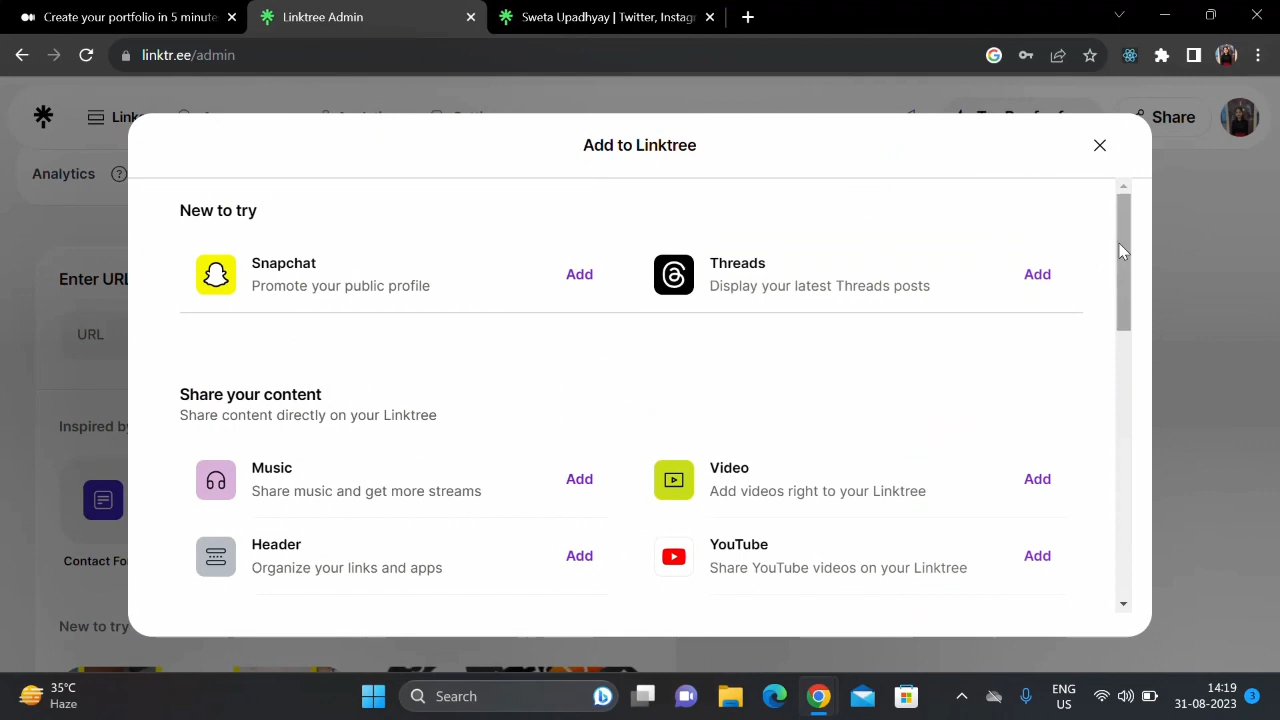 Create your portfolio in 5 minute
Linktree Admin
Sweta Upadhyay | Twitter, Instag
linktr.ee/admin
Link
Share
Analytics
Add to Linktree
New to try
Snapchat
Promote your public profile
Add
Threads
Display your latest Threads posts
Add
Enter URL
URL
Share your content
Share content directly on your Linktree
Inspired by
Music
Share music and get more streams
Add
Video
Add videos right to your Linktree
Add
Header
Organize your links and apps
Add
YouTube
Share YouTube videos on your Linktree
Add
Contact Fo
New to try
35°C
Haze
Search
ENG
US
14:19
31-08-2023
3